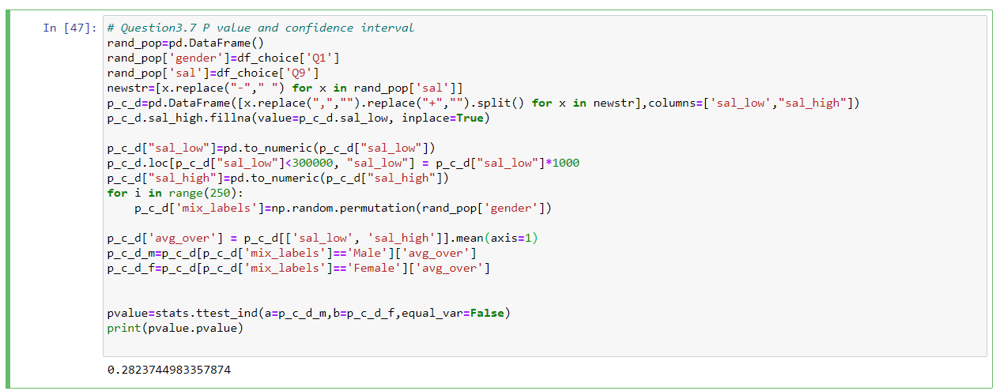 In [47]: # Question3.7 P value and confidence interval
rand_pop=pd.DataFrame()
rand_pop['gender']=df_choice['Q1']
rand_pop['sal']=df_choice['Q9']
newstr=[x.replace("-"," ") for x in rand_pop['sal']]
p_c_d=pd.DataFrame([x.replace(",","").replace("+","").split() for x in newstr],columns=['sal_low',"sal_high"])
p_c_d.sal_high.fillna(value=p_c_d.sal_low, inplace=True)
p_c_d["sal_low"]=pd.to_numeric(p_c_d["sal_low"])
p_c_d.loc[p_c_d["sal_low"]<300000, "sal_low"] = p_c_d["sal_low"]*1000
p_c_d["sal_high"]=pd.to_numeric(p_c_d["sal_high"])
for i in range(250):
    p_c_d['mix_labels']=np.random.permutation(rand_pop['gender'])
p_c_d['avg_over'] = p_c_d[['sal_low', 'sal_high']].mean(axis=1)
p_c_d_m=p_c_d[p_c_d['mix_labels']=='Male']['avg_over']
p_c_d_f=p_c_d[p_c_d['mix_labels']=='Female']['avg_over']
pvalue=stats.ttest_ind(a=p_c_d_m,b=p_c_d_f,equal_var=False)
print(pvalue.pvalue)
0.2823744983357874